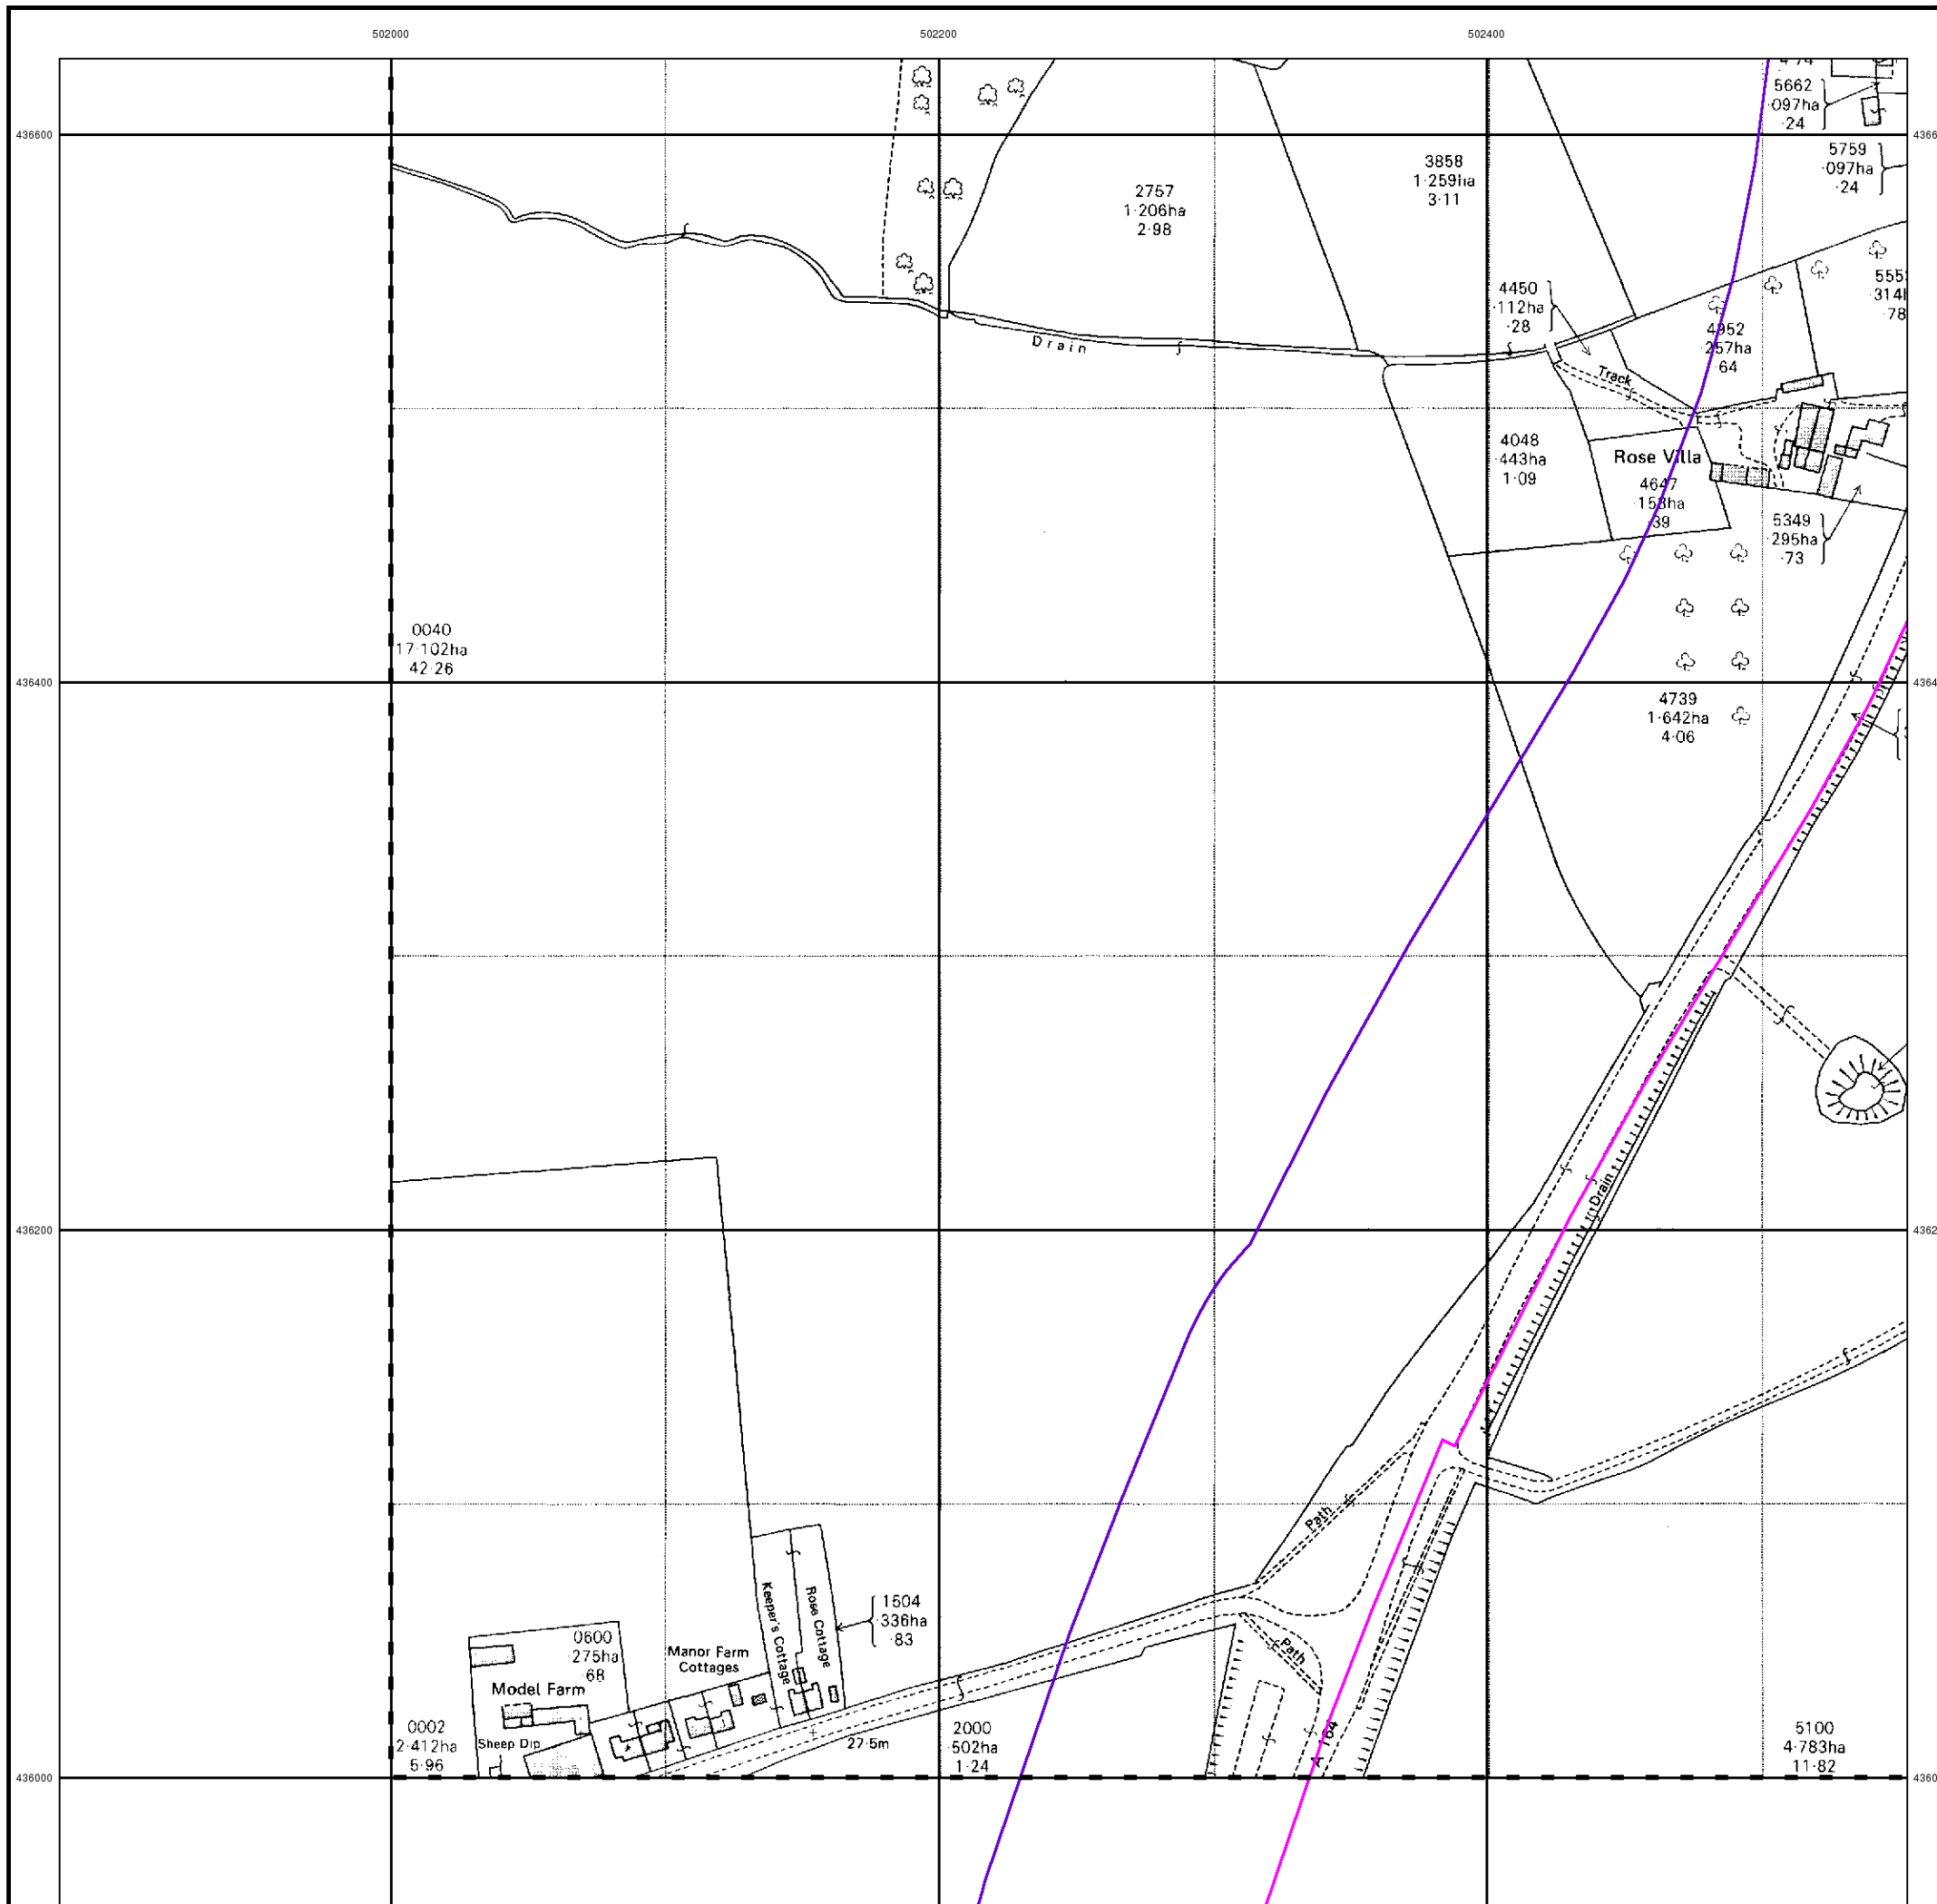 502000 502200 502400
5662
·097ha
·24
436600
5759
·097ha
·24
3858
1·259ha
3·11
2757
1·206ha
2·98
4450
·112ha
·28
·78
4952
·257ha
·64
Drain
Track
4048
·443ha
1·09
Rose Villa
4647
·153ha
·39
5349
·295ha
·73
0040
17·102ha
42·26
436400
4739
1·642ha
4·06
Drain
436200
Path
Keeper's Cottage
Rose Cottage
1504
·336ha
·83
0600
·275ha
·68
Manor Farm
Cottages
Path
Model Farm
0002
2·412ha
5·96
Sheep Dip
27·5m
2000
·502ha
1·24
A 164
5100
4·783ha
11·82
436000